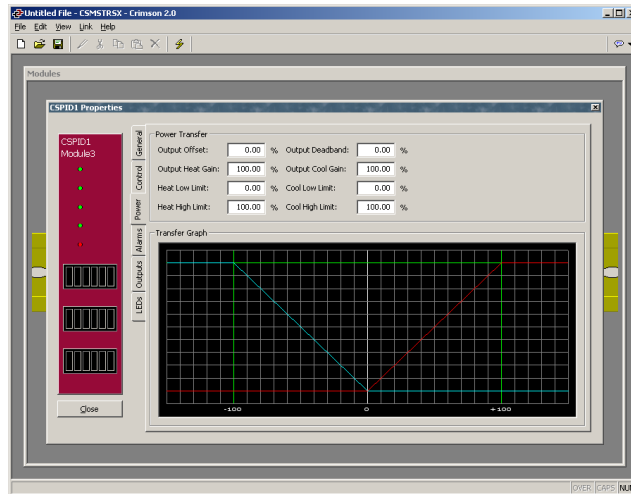 Untitled File - CSMSTRSX - Crimson 2.0
File Edit View Link Help
Modules
CSPID1 Properties
CSPID1
Module3
General
Control
Power
Alarms
Outputs
LEDs
Power Transfer
Output Offset: 0.00 % Output Deadband: 0.00 %
Output Heat Gain: 100.00 % Output Cool Gain: 100.00 %
Heat Low Limit: 0.00 % Cool Low Limit: 0.00 %
Heat High Limit: 100.00 % Cool High Limit: 100.00 %
Transfer Graph
-100 0 +100
Close
OVER CAPS NUM